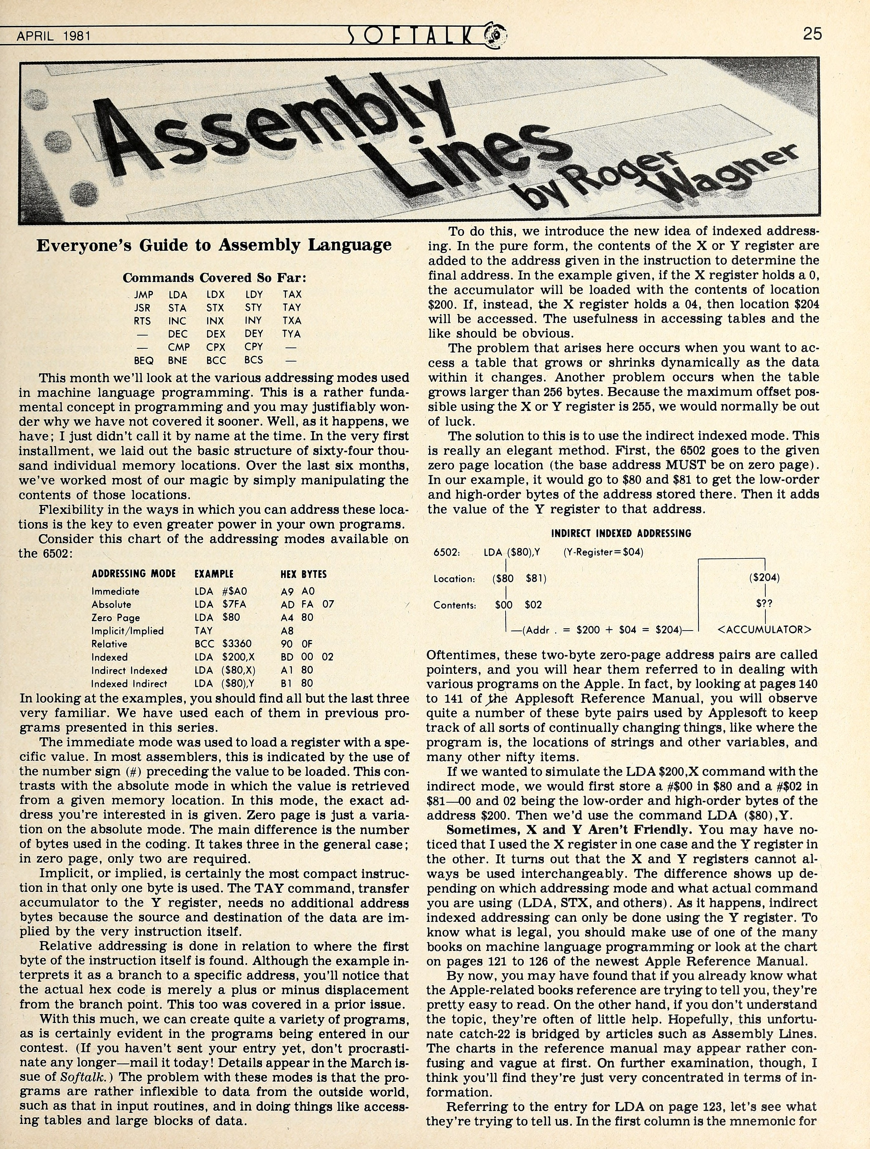 APRIL 1981
SOFTALK
25
Assembly
Lines
by Roger
Wagner
Everyone's Guide to Assembly Language
Commands Covered So Far:
JMP LDA LDX LDY TAX
JSR STA STX STY TAY
RTS INC INX INY TXA
— DEC DEX DEY TYA
— CMP CPX CPY —
BEQ BNE BCC BCS —
This month we'll look at the various addressing modes used
in machine language programming. This is a rather funda-
mental concept in programming and you may justifiably won-
der why we have not covered it sooner. Well, as it happens, we
have; I just didn't call it by name at the time. In the very first
installment, we laid out the basic structure of sixty-four thou-
sand individual memory locations. Over the last six months,
we've worked most of our magic by simply manipulating the
contents of those locations.
Flexibility in the ways in which you can address these loca-
tions is the key to even greater power in your own programs.
Consider this chart of the addressing modes available on
the 6502:
ADDRESSING MODE EXAMPLE HEX BYTES
Immediate LDA #$A0 A9 A0
Absolute LDA $7FA AD FA 07
Zero Page LDA $80 A4 80
Implicit/Implied TAY A8
Relative BCC $3360 90 0F
Indexed LDA $200,X BD 00 02
Indirect Indexed LDA ($80,X) A1 80
Indexed Indirect LDA ($80),Y B1 80
In looking at the examples, you should find all but the last three
very familiar. We have used each of them in previous pro-
grams presented in this series.
The immediate mode was used to load a register with a spe-
cific value. In most assemblers, this is indicated by the use of
the number sign (#) preceding the value to be loaded. This con-
trasts with the absolute mode in which the value is retrieved
from a given memory location. In this mode, the exact ad-
dress you're interested in is given. Zero page is just a varia-
tion on the absolute mode. The main difference is the number
of bytes used in the coding. It takes three in the general case;
in zero page, only two are required.
Implicit, or implied, is certainly the most compact instruc-
tion in that only one byte is used. The TAY command, transfer
accumulator to the Y register, needs no additional address
bytes because the source and destination of the data are im-
plied by the very instruction itself.
Relative addressing is done in relation to where the first
byte of the instruction itself is found. Although the example in-
terprets it as a branch to a specific address, you'll notice that
the actual hex code is merely a plus or minus displacement
from the branch point. This too was covered in a prior issue.
With this much, we can create quite a variety of programs,
as is certainly evident in the programs being entered in our
contest. (If you haven't sent your entry yet, don't procrasti-
nate any longer—mail it today! Details appear in the March is-
sue of Softalk.) The problem with these modes is that the pro-
grams are rather inflexible to data from the outside world,
such as that in input routines, and in doing things like access-
ing tables and large blocks of data.
To do this, we introduce the new idea of indexed address-
ing. In the pure form, the contents of the X or Y register are
added to the address given in the instruction to determine the
final address. In the example given, if the X register holds a 0,
the accumulator will be loaded with the contents of location
$200. If, instead, the X register holds a 04, then location $204
will be accessed. The usefulness in accessing tables and the
like should be obvious.
The problem that arises here occurs when you want to ac-
cess a table that grows or shrinks dynamically as the data
within it changes. Another problem occurs when the table
grows larger than 256 bytes. Because the maximum offset pos-
sible using the X or Y register is 255, we would normally be out
of luck.
The solution to this is to use the indirect indexed mode. This
is really an elegant method. First, the 6502 goes to the given
zero page location (the base address MUST be on zero page).
In our example, it would go to $80 and $81 to get the low-order
and high-order bytes of the address stored there. Then it adds
the value of the Y register to that address.
INDIRECT INDEXED ADDRESSING
6502: LDA ($80),Y (Y-Register=$04)
Location: ($80 $81) ($204)
Contents: $00 $02 $??
—(Addr . = $200 + $04 = $204)— <ACCUMULATOR>
Oftentimes, these two-byte zero-page address pairs are called
pointers, and you will hear them referred to in dealing with
various programs on the Apple. In fact, by looking at pages 140
to 141 of the Applesoft Reference Manual, you will observe
quite a number of these byte pairs used by Applesoft to keep
track of all sorts of continually changing things, like where the
program is, the locations of strings and other variables, and
many other nifty items.
If we wanted to simulate the LDA $200,X command with the
indirect mode, we would first store a #$00 in $80 and a #$02 in
$81—00 and 02 being the low-order and high-order bytes of the
address $200. Then we'd use the command LDA ($80),Y.
Sometimes, X and Y Aren't Friendly. You may have no-
ticed that I used the X register in one case and the Y register in
the other. It turns out that the X and Y registers cannot al-
ways be used interchangeably. The difference shows up de-
pending on which addressing mode and what actual command
you are using (LDA, STX, and others). As it happens, indirect
indexed addressing can only be done using the Y register. To
know what is legal, you should make use of one of the many
books on machine language programming or look at the chart
on pages 121 to 126 of the newest Apple Reference Manual.
By now, you may have found that if you already know what
the Apple-related books reference are trying to tell you, they're
pretty easy to read. On the other hand, if you don't understand
the topic, they're often of little help. Hopefully, this unfortu-
nate catch-22 is bridged by articles such as Assembly Lines.
The charts in the reference manual may appear rather con-
fusing and vague at first. On further examination, though, I
think you'll find they're just very concentrated in terms of in-
formation.
Referring to the entry for LDA on page 123, let's see what
they're trying to tell us. In the first column is the mnemonic for